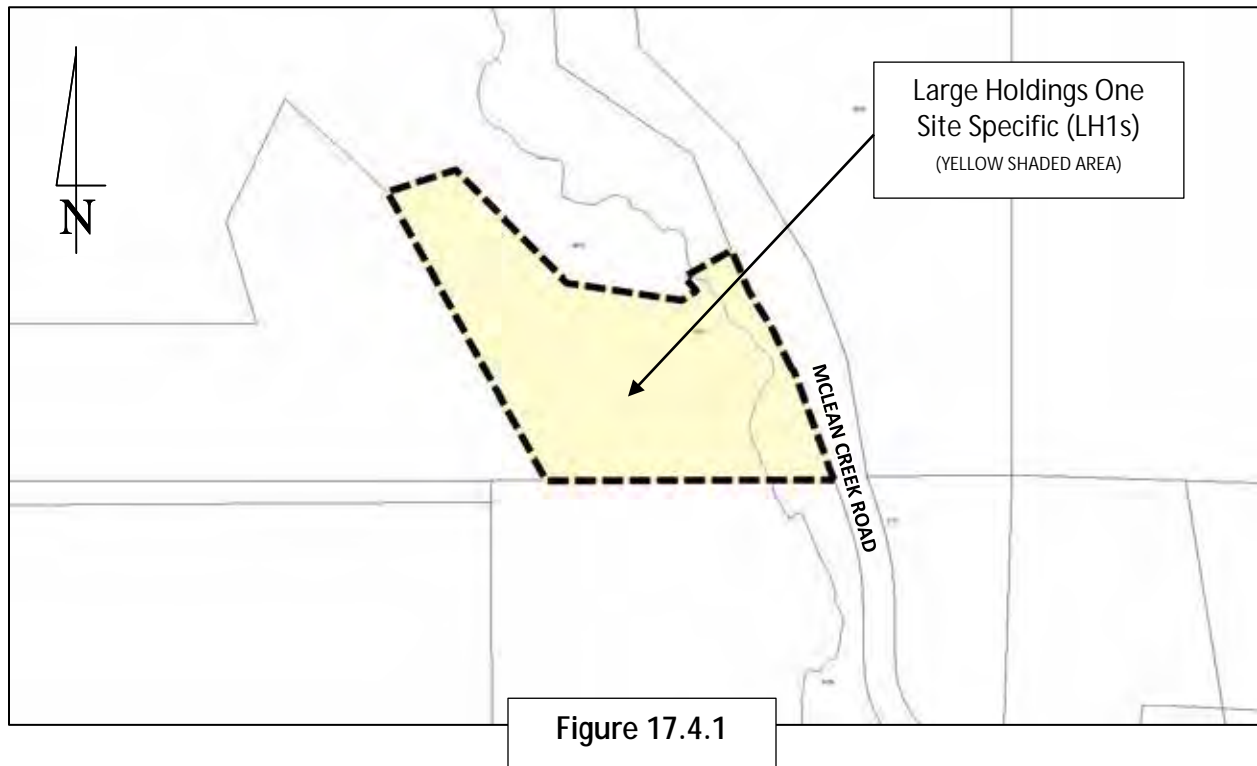 Large Holdings One
Site Specific (LH1s)
(YELLOW SHADED AREA)
N
MCLEAN CREEK ROAD
Figure 17.4.1